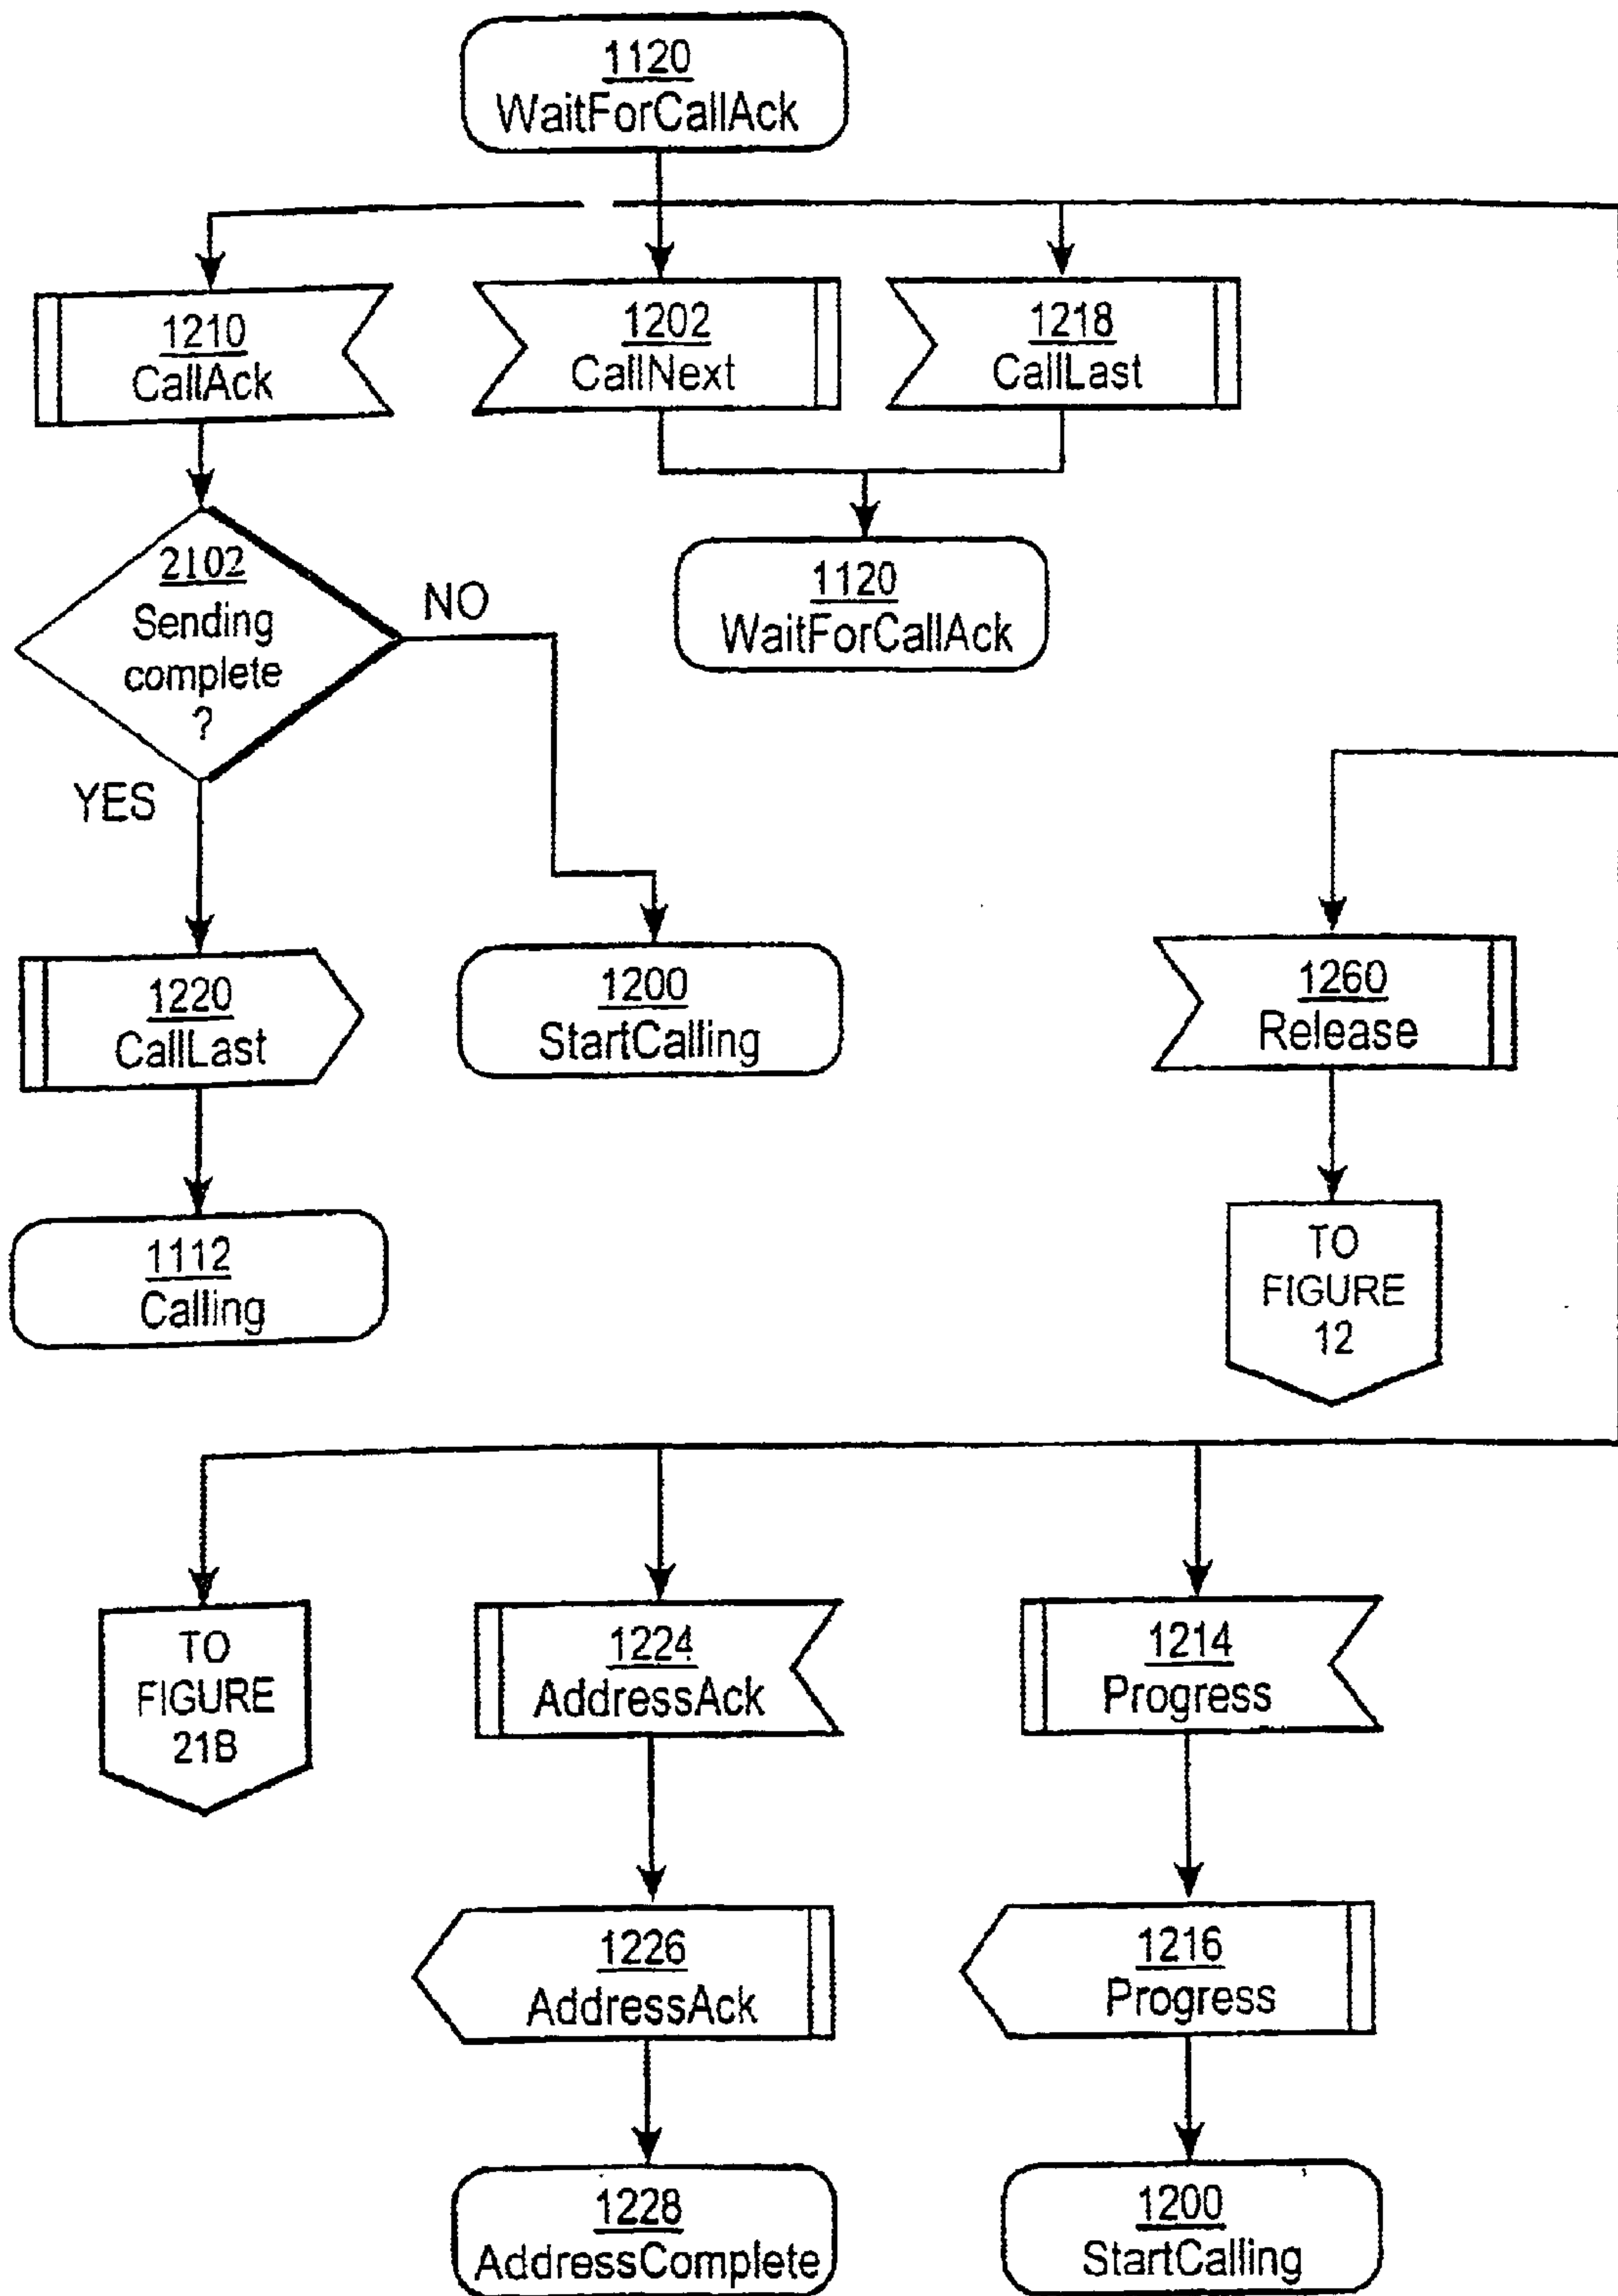 1120
WaitForCallAck
1210
CallAck
1202
CallNext
1218
CallLast
2102
Sending
complete
?
NO
YES
1120
WaitForCallAck
1220
CallLast
1200
StartCalling
1260
Release
1112
Calling
TO
FIGURE
12
TO
FIGURE
21B
1224
AddressAck
1214
Progress
1226
AddressAck
1216
Progress
1228
AddressComplete
1200
StartCalling